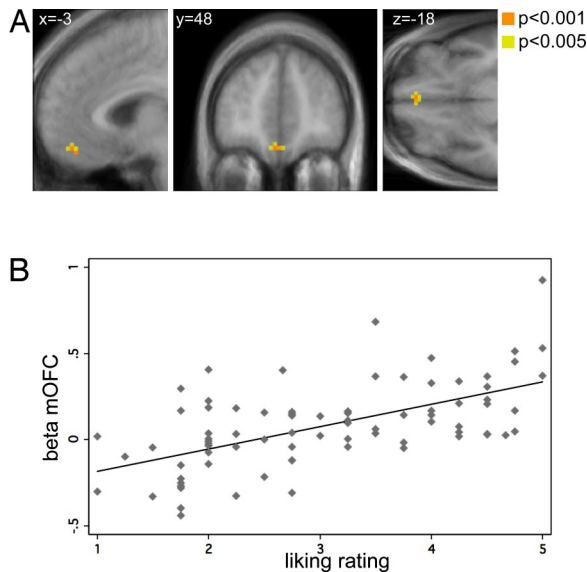 A
x=-3
y=48
z=-18
p<0.001
p<0.005
B
beta mOFC
1
.5
0
-.5
1
2
3
4
5
liking rating